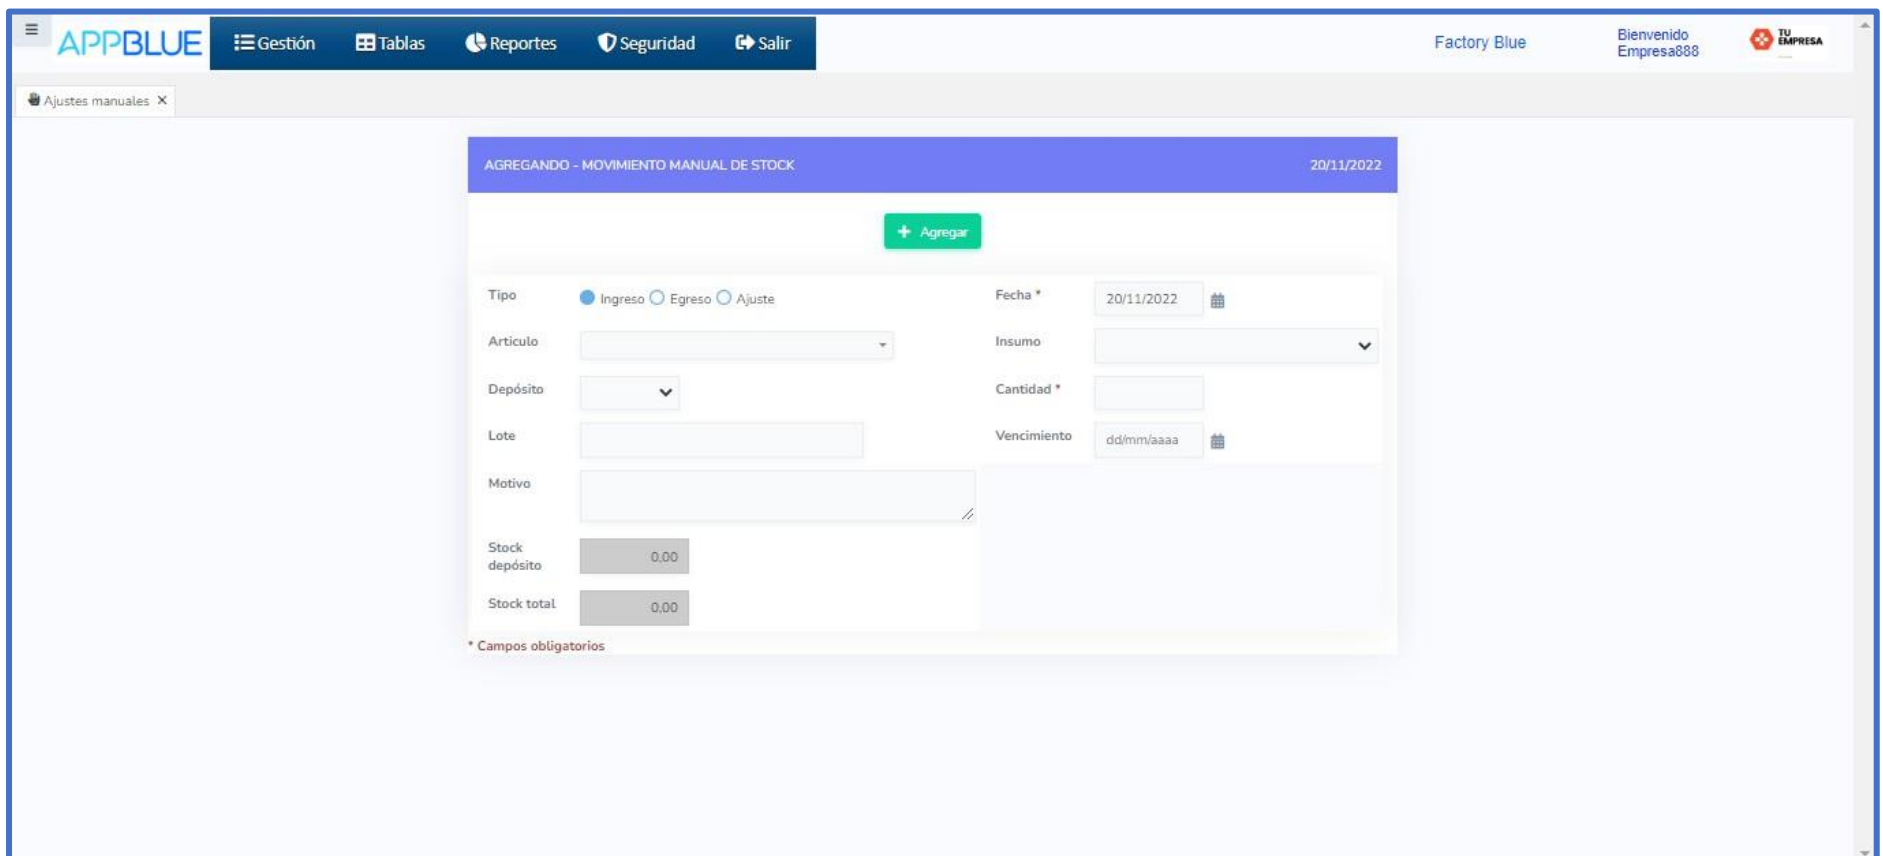 APPBLUE Gestión Tablas Reportes Seguridad Salir Factory Blue Bienvenido TU
Empresa888 EMPRESA
Ajustes manuales X
AGREGANDO - MOVIMIENTO MANUAL DE STOCK 20/11/2022
+ Agregar
Tipo Ingreso Egreso Ajuste Fecha * 20/11/2022
Articulo Insumo
Depósito Cantidad *
Lote Vencimiento dd/mm/aaaa
Motivo
Stock
depósito 0,00
Stock total 0,00
* Campos obligatorios